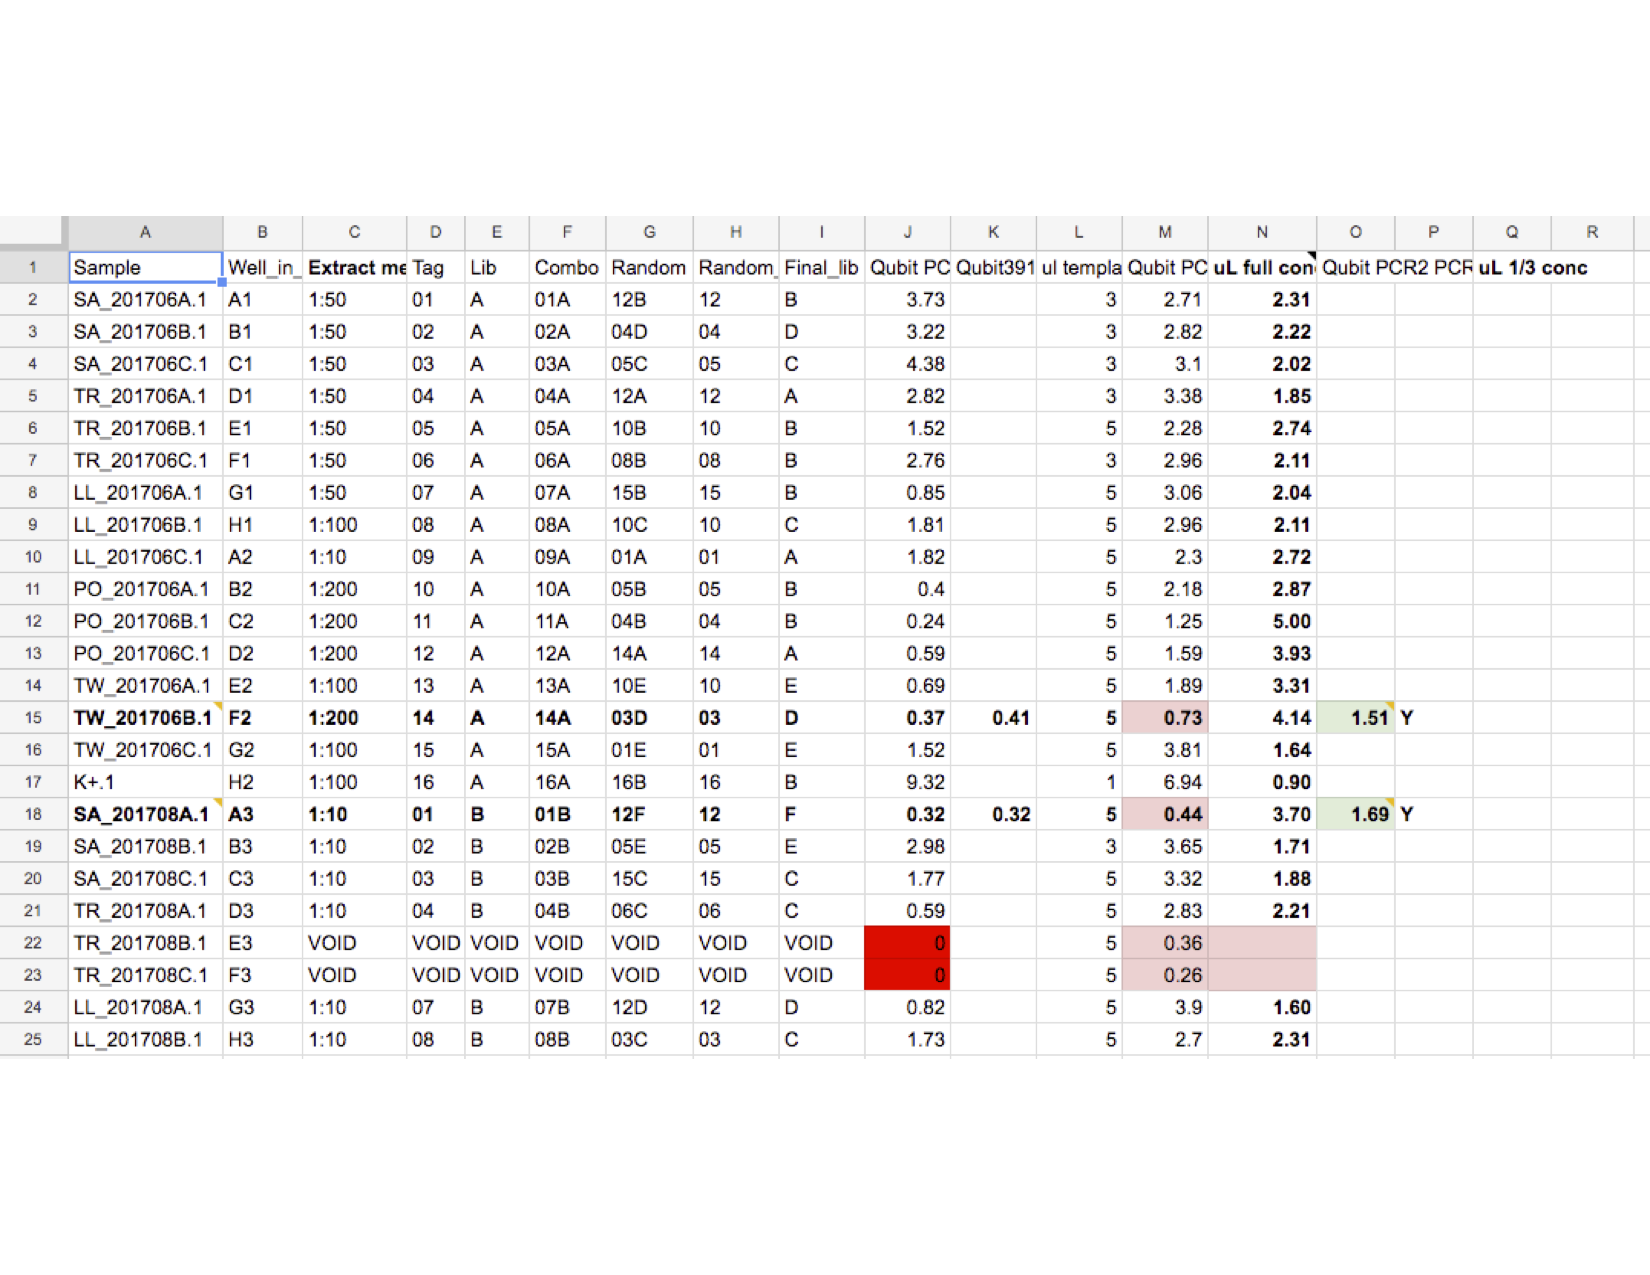 A B C D E F G H I J K L M N O P Q R
1 Sample Well_in_ Extract me Tag Lib Combo Random Random_ Final_lib Qubit PC Qubit391 ul templa Qubit PC uL full con Qubit PCR2 PCR uL 1/3 conc
2 SA_201706A.1 A1 1:50 01 A 01A 12B 12 B 3.73 3 2.71 2.31
3 SA_201706B.1 B1 1:50 02 A 02A 04D 04 D 3.22 3 2.82 2.22
4 SA_201706C.1 C1 1:50 03 A 03A 05C 05 C 4.38 3 3.1 2.02
5 TR_201706A.1 D1 1:50 04 A 04A 12A 12 A 2.82 3 3.38 1.85
6 TR_201706B.1 E1 1:50 05 A 05A 10B 10 B 1.52 5 2.28 2.74
7 TR_201706C.1 F1 1:50 06 A 06A 08B 08 B 2.76 3 2.96 2.11
8 LL_201706A.1 G1 1:50 07 A 07A 15B 15 B 0.85 5 3.06 2.04
9 LL_201706B.1 H1 1:100 08 A 08A 10C 10 C 1.81 5 2.96 2.11
10 LL_201706C.1 A2 1:10 09 A 09A 01A 01 A 1.82 5 2.3 2.72
11 PO_201706A.1 B2 1:200 10 A 10A 05B 05 B 0.4 5 2.18 2.87
12 PO_201706B.1 C2 1:200 11 A 11A 04B 04 B 0.24 5 1.25 5.00
13 PO_201706C.1 D2 1:200 12 A 12A 14A 14 A 0.59 5 1.59 3.93
14 TW_201706A.1 E2 1:100 13 A 13A 10E 10 E 0.69 5 1.89 3.31
15 TW_201706B.1 F2 1:200 14 A 14A 03D 03 D 0.37 0.41 5 0.73 4.14 1.51 Y
16 TW_201706C.1 G2 1:100 15 A 15A 01E 01 E 1.52 5 3.81 1.64
17 K+.1 H2 1:100 16 A 16A 16B 16 B 9.32 1 6.94 0.90
18 SA_201708A.1 A3 1:10 01 B 01B 12F 12 F 0.32 0.32 5 0.44 3.70 1.69 Y
19 SA_201708B.1 B3 1:10 02 B 02B 05E 05 E 2.98 3 3.65 1.71
20 SA_201708C.1 C3 1:10 03 B 03B 15C 15 C 1.77 5 3.32 1.88
21 TR_201708A.1 D3 1:10 04 B 04B 06C 06 C 0.59 5 2.83 2.21
22 TR_201708B.1 E3 VOID VOID VOID VOID VOID VOID VOID 0 5 0.36
23 TR_201708C.1 F3 VOID VOID VOID VOID VOID VOID VOID 0 5 0.26
24 LL_201708A.1 G3 1:10 07 B 07B 12D 12 D 0.82 5 3.9 1.60
25 LL_201708B.1 H3 1:10 08 B 08B 03C 03 C 1.73 5 2.7 2.31